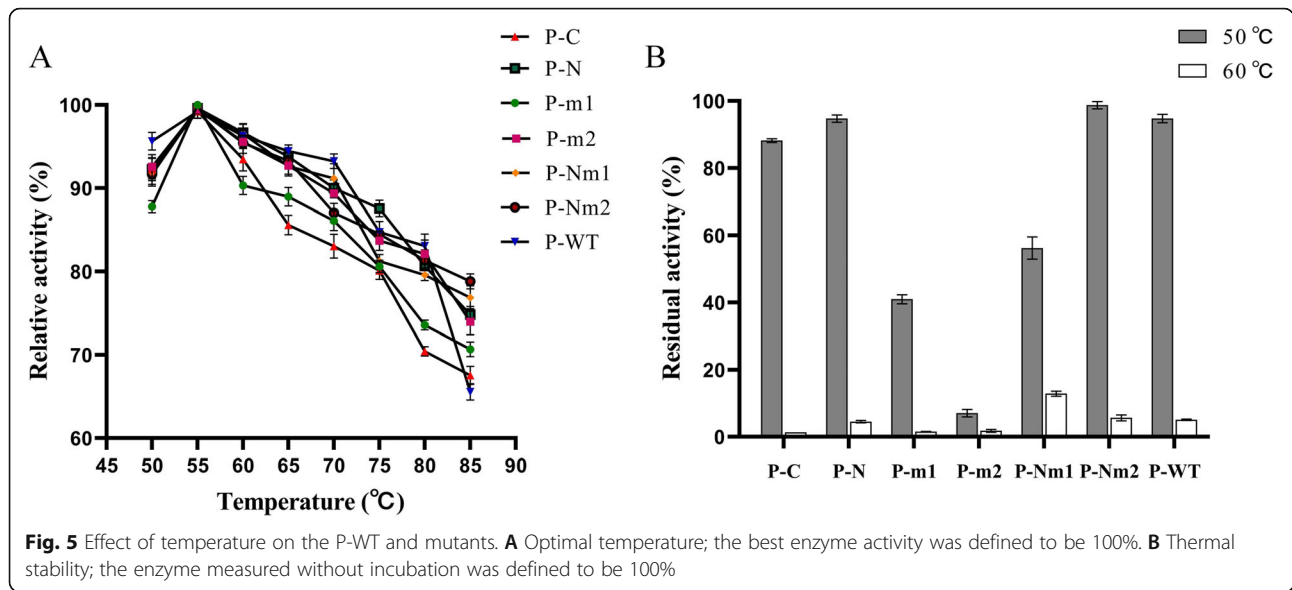 A
P-C
P-N
P-m1
P-m2
P-Nm1
P-Nm2
P-WT
Relative activity (%)
100
90
80
70
60
45 50 55 60 65 70 75 80 85 90
Temperature (℃)
B
50 ℃
60 ℃
Residual activity (%)
100
80
60
40
20
0
P-C P-N P-m1 P-m2 P-Nm1 P-Nm2 P-WT
Fig. 5 Effect of temperature on the P-WT and mutants. A Optimal temperature; the best enzyme activity was defined to be 100%. B Thermal
stability; the enzyme measured without incubation was defined to be 100%